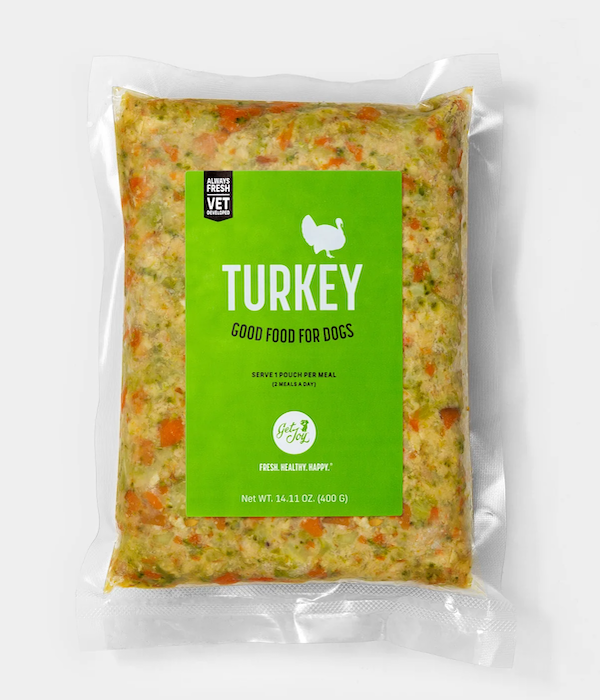 ALWAYS
FRESH
VET
DEVELOPED
TURKEY
GOOD FOOD FOR DOGS
SERVE 1 POUCH PER MEAL
(2 MEALS A DAY)
Get
Joy
FRESH. HEALTHY. HAPPY.®
Net WT. 14.11 OZ. (400 G)